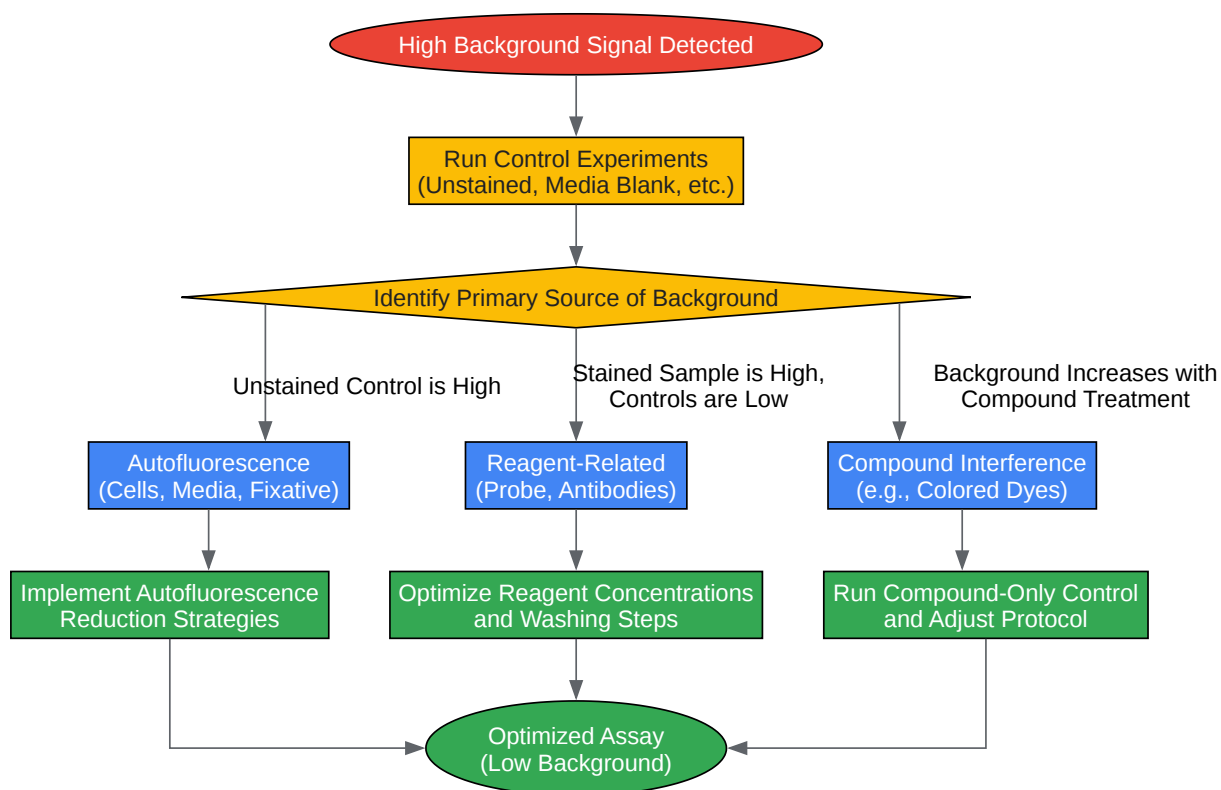 High Background Signal Detected
Run Control Experiments
(Unstained, Media Blank, etc.)
Identify Primary Source of Background
Unstained Control is High
Stained Sample is High,
Controls are Low
Background Increases with
Compound Treatment
Autofluorescence
(Cells, Media, Fixative)
Reagent-Related
(Probe, Antibodies)
Compound Interference
(e.g., Colored Dyes)
Implement Autofluorescence
Reduction Strategies
Optimize Reagent Concentrations
and Washing Steps
Run Compound-Only Control
and Adjust Protocol
Optimized Assay
(Low Background)